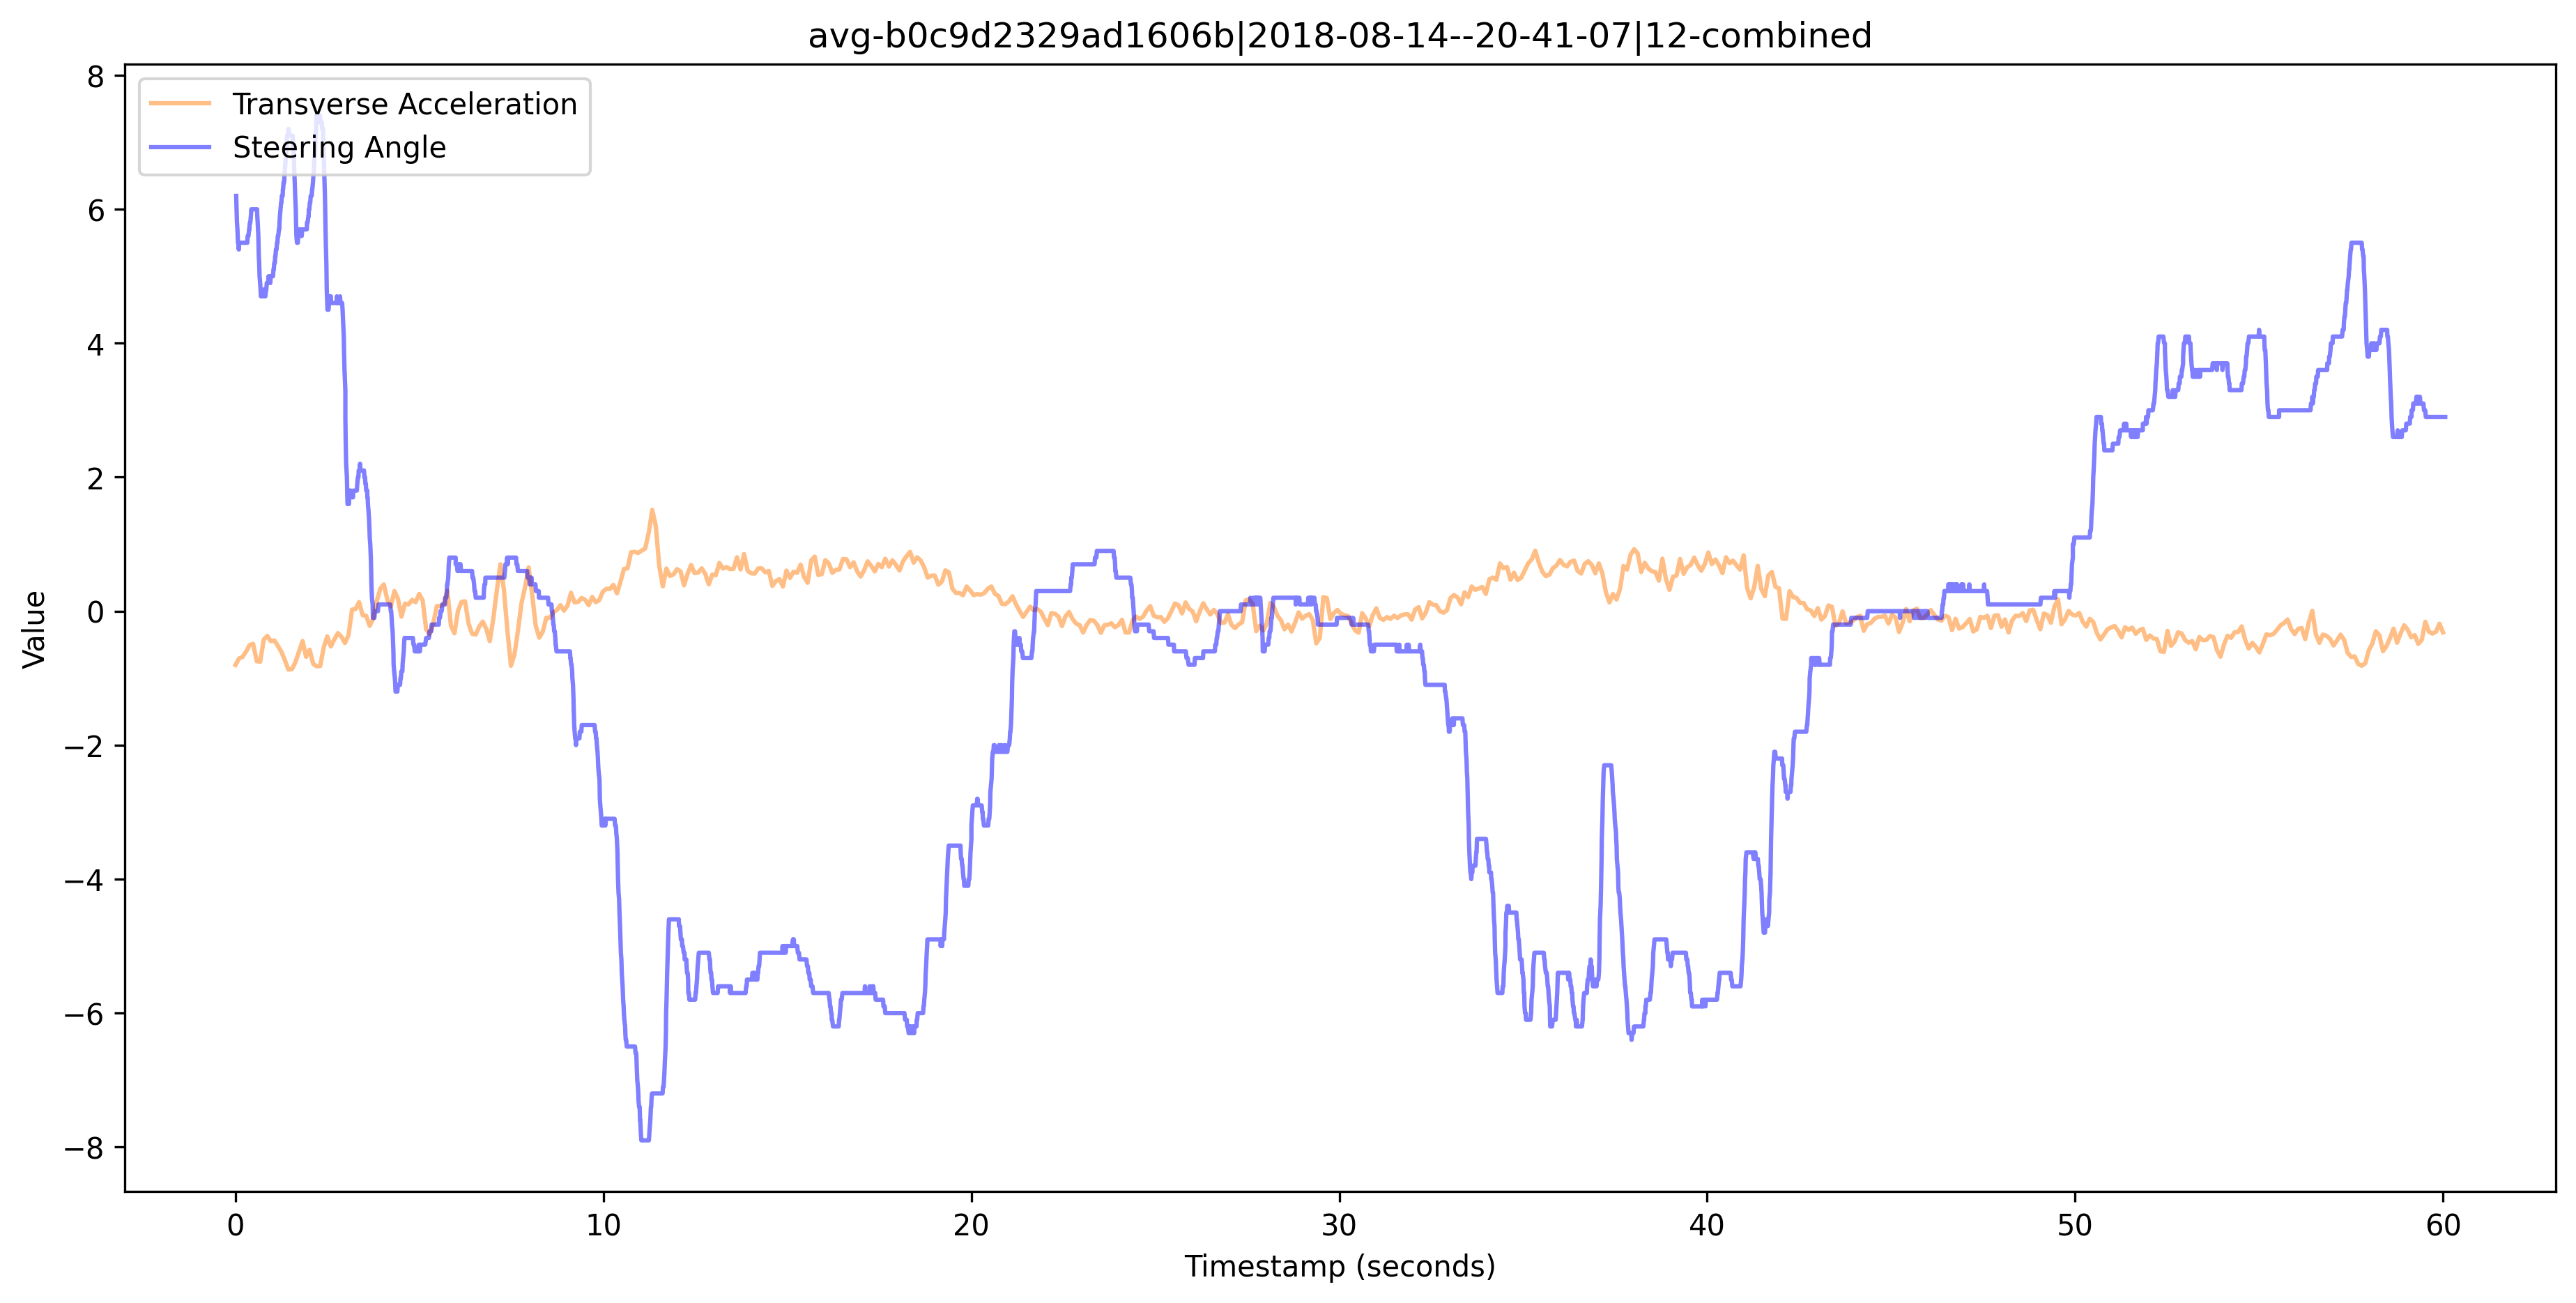 avg-b0c9d2329ad1606b|2018-08-14--20-41-07|12-combined
Transverse Acceleration
Steering Angle
8
6
4
2
0
−2
−4
−6
−8
Value
0 10 20 30 40 50 60
Timestamp (seconds)